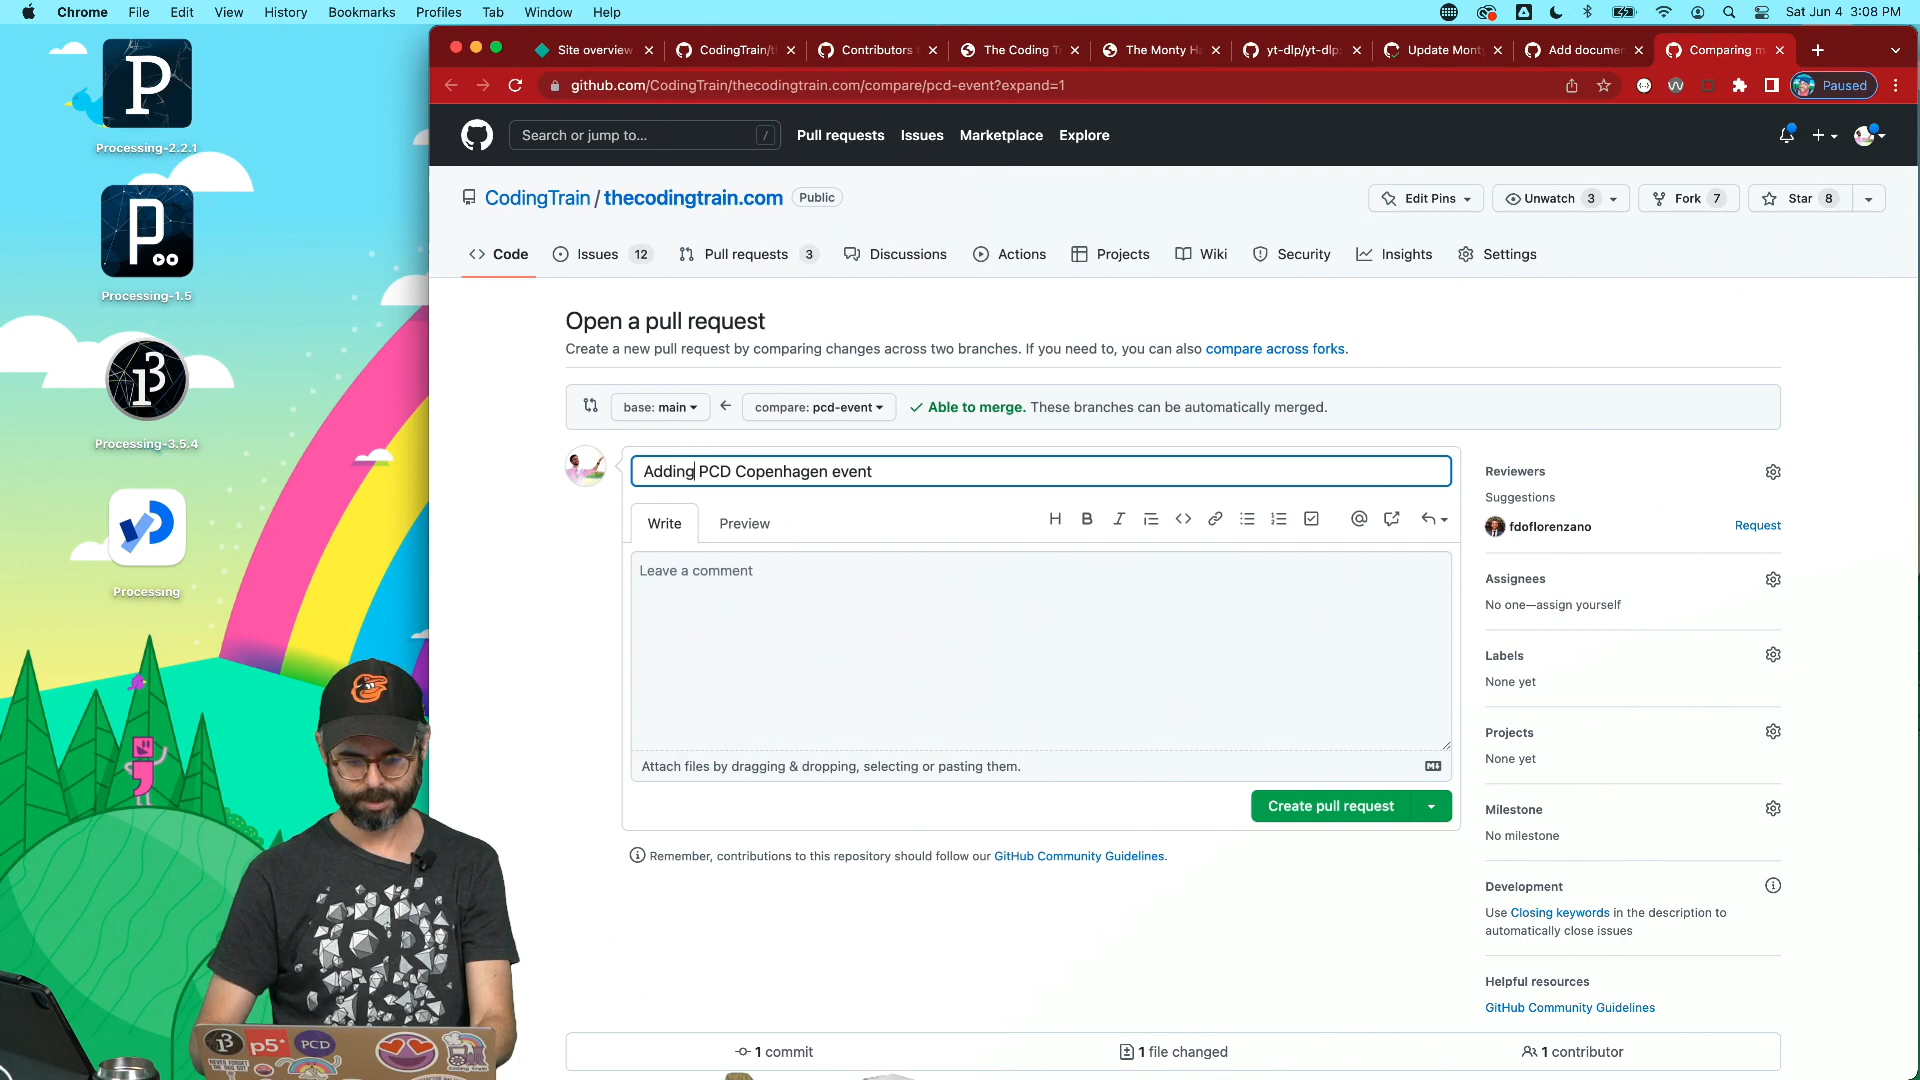 Chrome File Edit View History Bookmarks Profiles Tab Window Help Sat Jun 4 3:08 PM
Site overview CodingTrain/t Contributors The Coding T The Monty Ha yt-dlp/yt-dlp: Update Mont Add docume Comparing m
github.com/CodingTrain/thecodingtrain.com/compare/pcd-event?expand=1 Paused
Search or jump to... / Pull requests Issues Marketplace Explore
CodingTrain / thecodingtrain.com Public Edit Pins Unwatch 3 Fork 7 Star 8
Code Issues 12 Pull requests 3 Discussions Actions Projects Wiki Security Insights Settings
Open a pull request
Create a new pull request by comparing changes across two branches. If you need to, you can also compare across forks.
base: main compare: pcd-event Able to merge. These branches can be automatically merged.
Adding PCD Copenhagen event
Write Preview H B I
Leave a comment
Attach files by dragging & dropping, selecting or pasting them.
Create pull request
Remember, contributions to this repository should follow our GitHub Community Guidelines.
Reviewers
Suggestions
fdoflorenzano Request
Assignees
No one—assign yourself
Labels
None yet
Projects
None yet
Milestone
No milestone
Development
Use Closing keywords in the description to
automatically close issues
Helpful resources
GitHub Community Guidelines
1 commit 1 file changed 1 contributor
Processing-2.2.1
Processing-1.5
Processing-3.5.4
Processing
p5* PCD